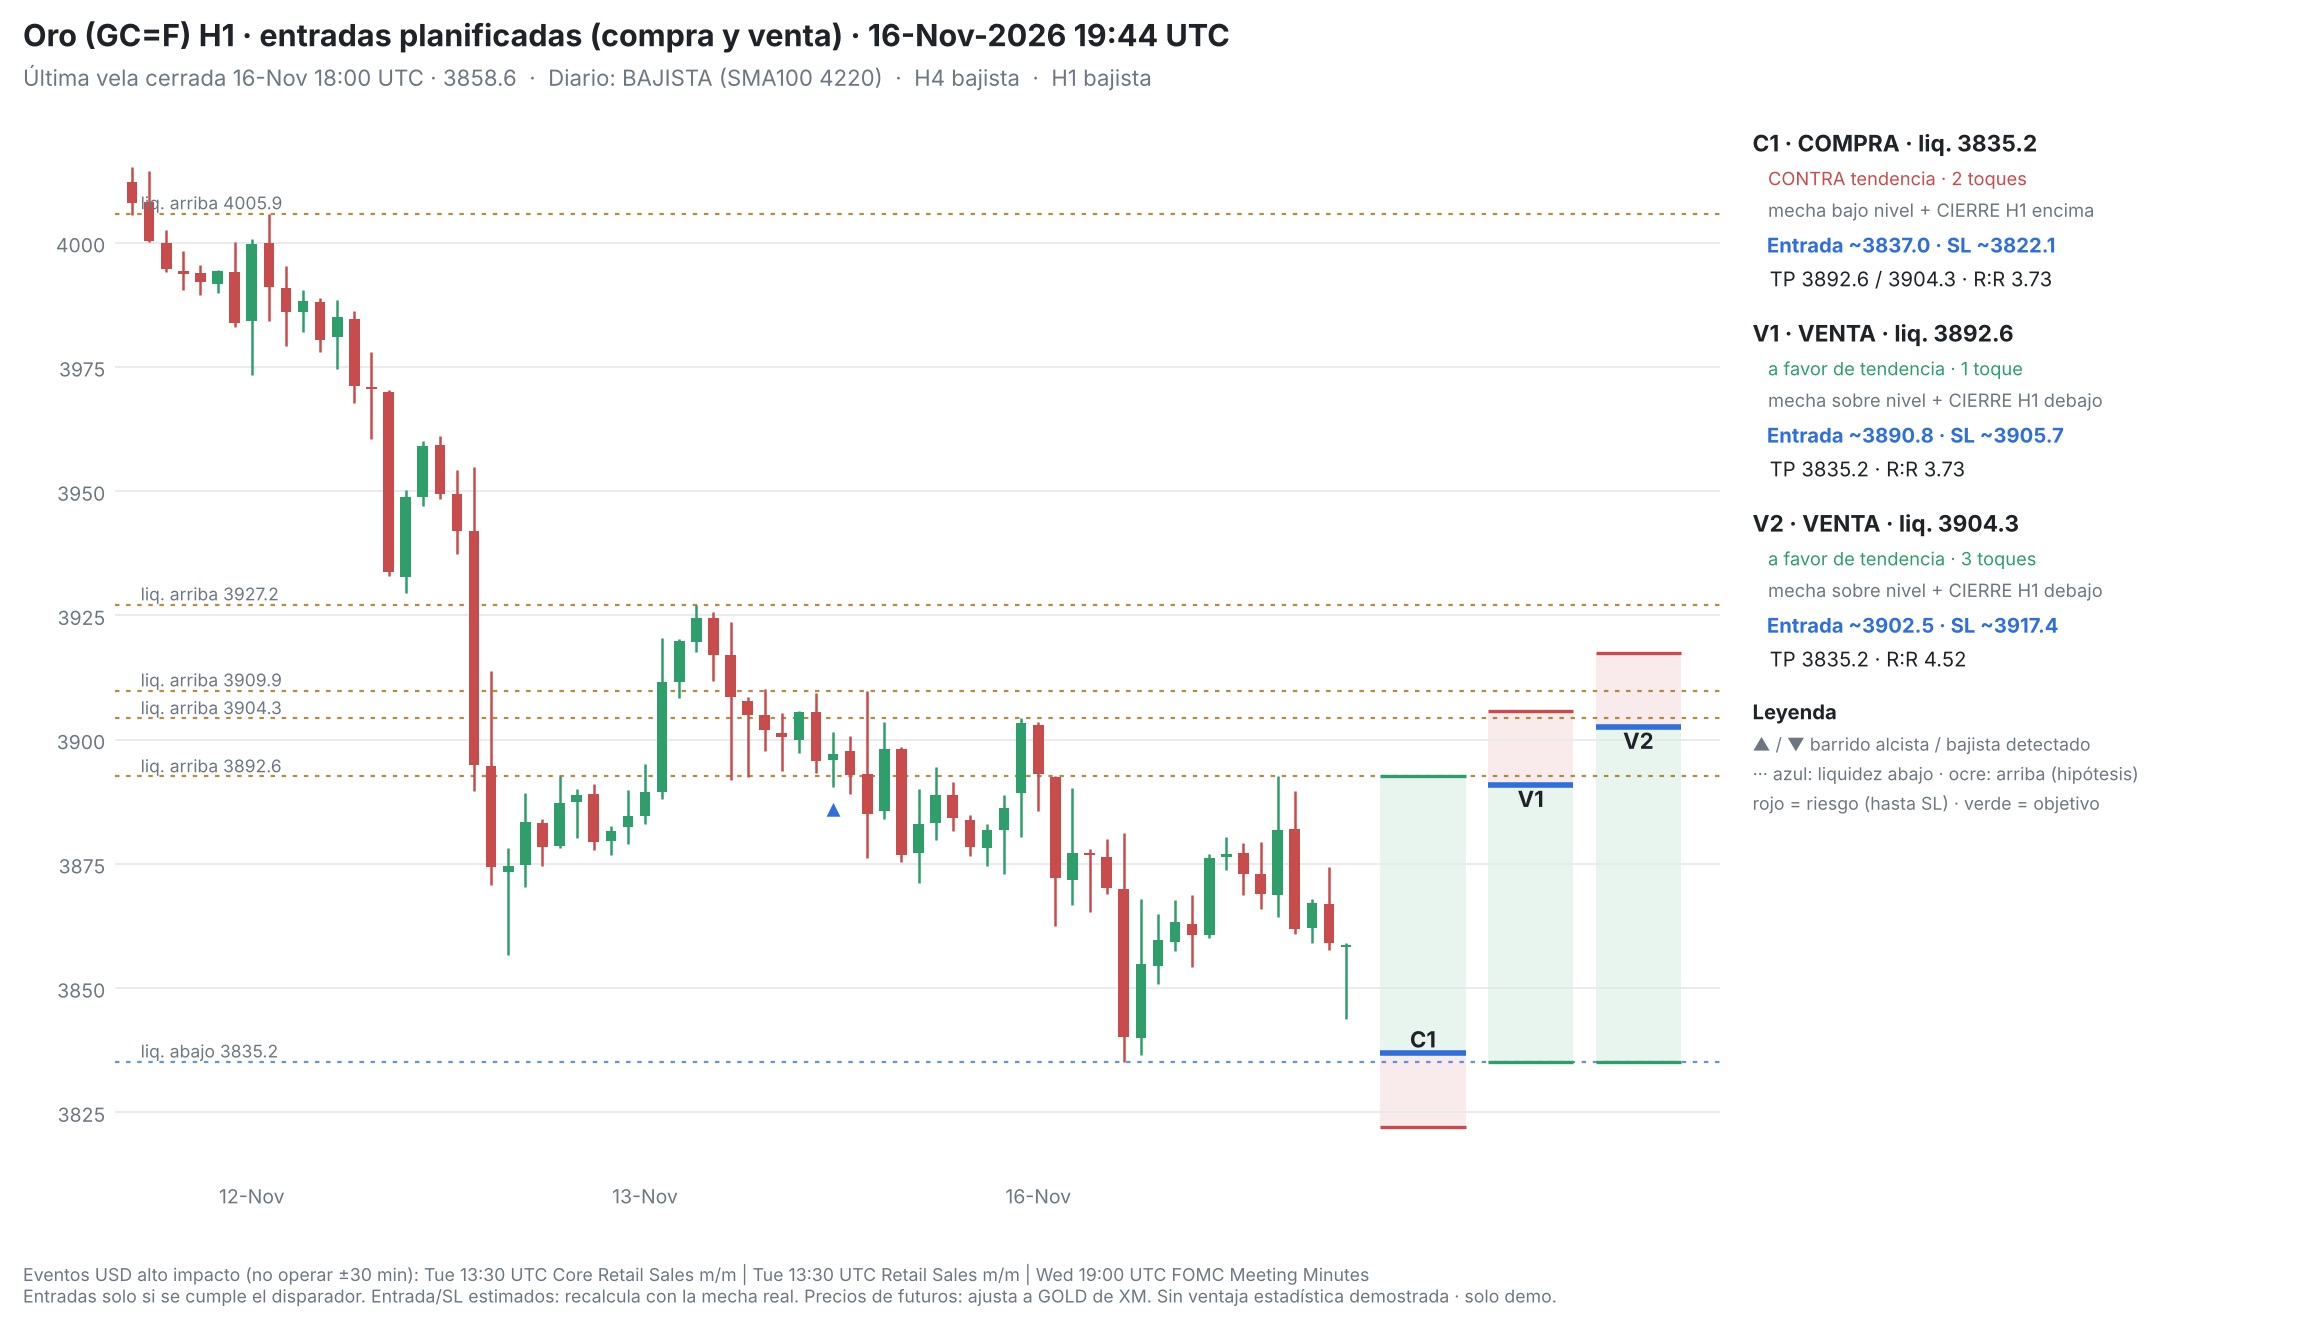 Oro (GC=F) H1 · entradas planificadas (compra y venta) · 16-Nov-2026 19:44 UTC
Última vela cerrada 16-Nov 18:00 UTC · 3858.6 · Diario: BAJISTA (SMA100 4220) · H4 bajista · H1 bajista
liq. arriba 4005.9
4000
3975
3950
liq. arriba 3927.2
3925
liq. arriba 3909.9
liq. arriba 3904.3
3900
liq. arriba 3892.6
3875
3850
liq. abajo 3835.2
3825
C1
V1
V2
12-Nov
13-Nov
16-Nov
C1 · COMPRA · liq. 3835.2
CONTRA tendencia · 2 toques
mecha bajo nivel + CIERRE H1 encima
Entrada ~3837.0 · SL ~3822.1
TP 3892.6 / 3904.3 · R:R 3.73
V1 · VENTA · liq. 3892.6
a favor de tendencia · 1 toque
mecha sobre nivel + CIERRE H1 debajo
Entrada ~3890.8 · SL ~3905.7
TP 3835.2 · R:R 3.73
V2 · VENTA · liq. 3904.3
a favor de tendencia · 3 toques
mecha sobre nivel + CIERRE H1 debajo
Entrada ~3902.5 · SL ~3917.4
TP 3835.2 · R:R 4.52
Leyenda
▲ / ▼ barrido alcista / bajista detectado
··· azul: liquidez abajo · ocre: arriba (hipótesis)
rojo = riesgo (hasta SL) · verde = objetivo
Eventos USD alto impacto (no operar ±30 min): Tue 13:30 UTC Core Retail Sales m/m | Tue 13:30 UTC Retail Sales m/m | Wed 19:00 UTC FOMC Meeting Minutes
Entradas solo si se cumple el disparador. Entrada/SL estimados: recalcula con la mecha real. Precios de futuros: ajusta a GOLD de XM. Sin ventaja estadística demostrada · solo demo.